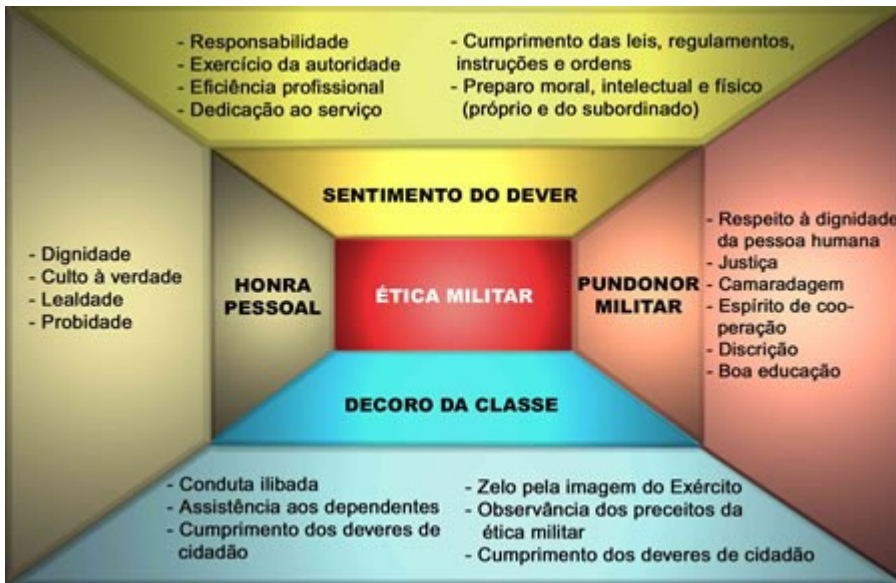 - Responsabilidade
- Exercício da autoridade
- Eficiência profissional
- Dedicação ao serviço
- Cumprimento das leis, regulamentos,
instruções e ordens
- Preparo moral, intelectual e físico
(próprio e do subordinado)
SENTIMENTO DO DEVER
- Dignidade
- Culto à verdade
- Lealdade
- Probidade
HONRA
PESSOAL
ÉTICA MILITAR
PUNDONOR
MILITAR
- Respeito à dignidade
da pessoa humana
- Justiça
- Camaradagem
- Espírito de coo-
peração
- Discrição
- Boa educação
DECORO DA CLASSE
- Conduta ilibada
- Assistência aos dependentes
- Cumprimento dos deveres de
cidadão
- Zelo pela imagem do Exército
- Observância dos preceitos da
ética militar
- Cumprimento dos deveres de cidadão